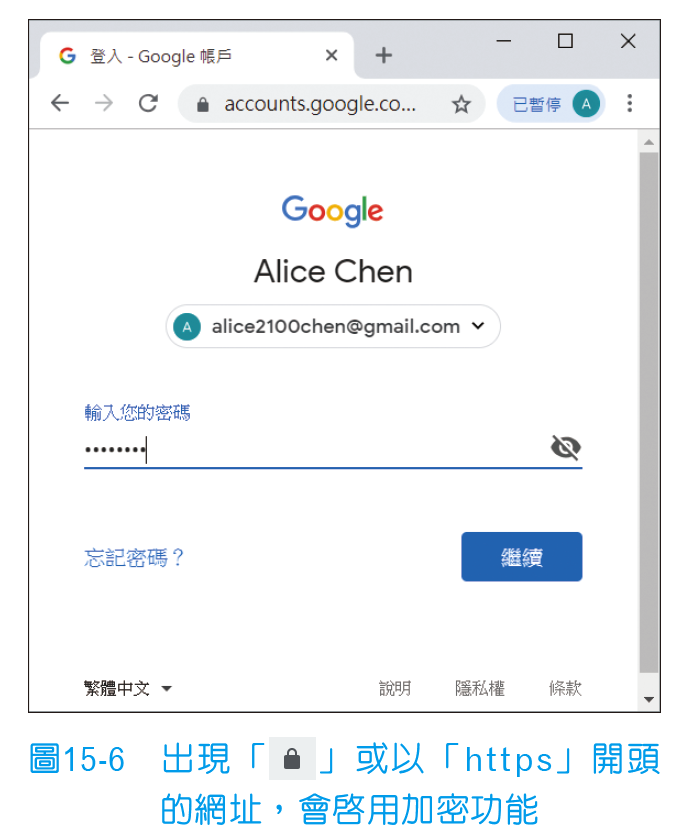 登入 - Google 帳戶
accounts.google.co... 已暫停 A
Google
Alice Chen
A alice2100chen@gmail.com
輸入您的密碼
••••••••
忘記密碼？ 繼續
繁體中文 說明 隱私權 條款
圖15-6 出現「 」或以「https」開頭
的網址，會啓用加密功能